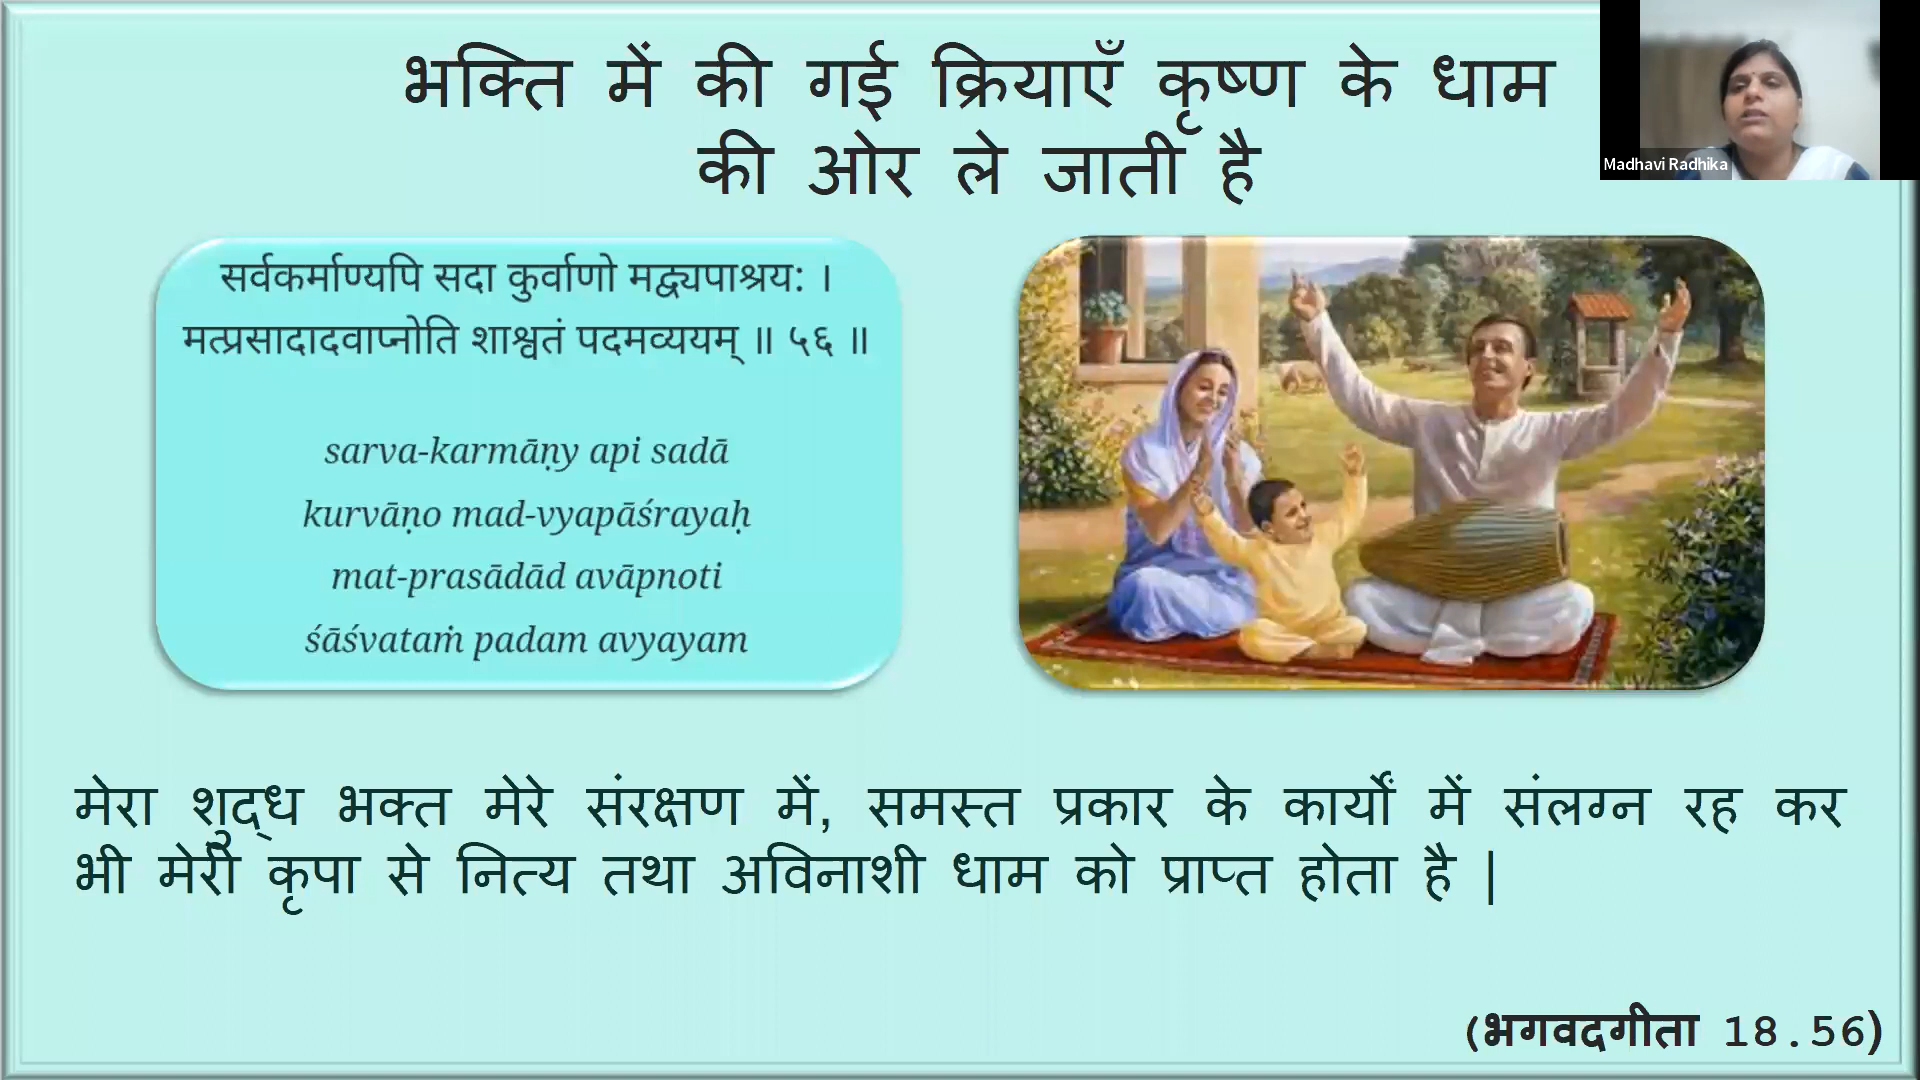 भक्ति में की गई क्रियाएँ कृष्ण के धाम
की ओर ले जाती है
Madhavi Radhika
सर्वकर्माण्यपि सदा कुर्वाणो मद्व्यपाश्रयः ।
मत्प्रसादादवाप्नोति शाश्वतं पदमव्ययम् ॥ ५६ ॥
sarva-karmāṇy api sadā
kurvāṇo mad-vyapāśrayaḥ
mat-prasādād avāpnoti
śāśvataṁ padam avyayam
मेरा शुद्ध भक्त मेरे संरक्षण में, समस्त प्रकार के कार्यों में संलग्न रह कर
भी मेरी कृपा से नित्य तथा अविनाशी धाम को प्राप्त होता है |
(भगवदगीता 18.56)